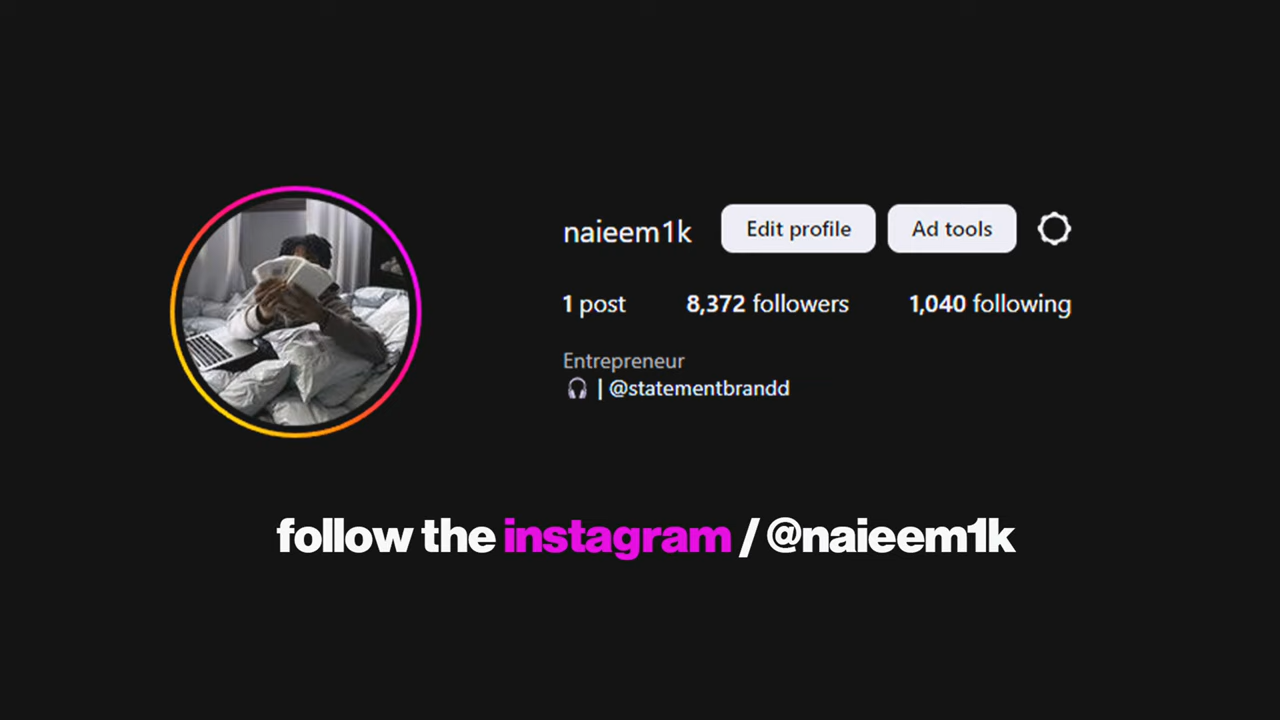 naieem1k Edit profile Ad tools
1 post 8,372 followers 1,040 following
Entrepreneur
🎧 | @statementbrandd
follow the instagram / @naieem1k